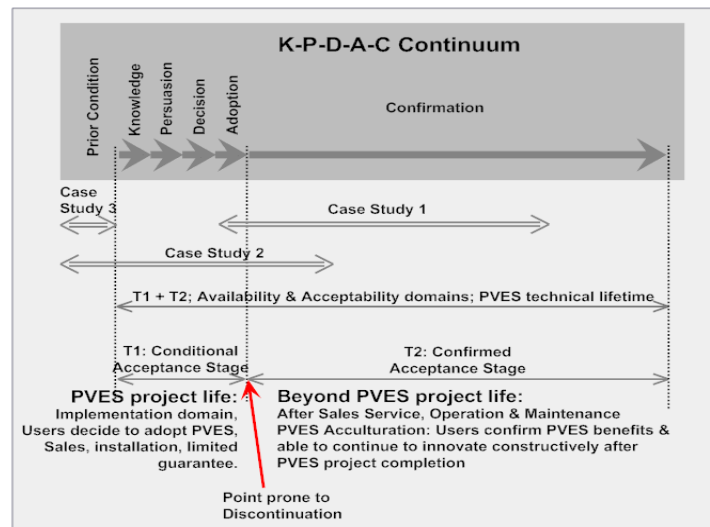 K-P-D-A-C Continuum
Prior Condition
Knowledge
Persuasion
Decision
Adoption
Confirmation
Case
Study 3
Case Study 1
Case Study 2
T1 + T2; Availability & Acceptability domains; PVES technical lifetime
T1: Conditional
Acceptance Stage
T2: Confirmed
Acceptance Stage
PVES project life:
Implementation domain,
Users decide to adopt PVES,
Sales, installation, limited
guarantee.
Beyond PVES project life:
After Sales Service, Operation & Maintenance
PVES Acculturation: Users confirm PVES benefits &
able to continue to innovate constructively after
PVES project completion
Point prone to
Discontinuation